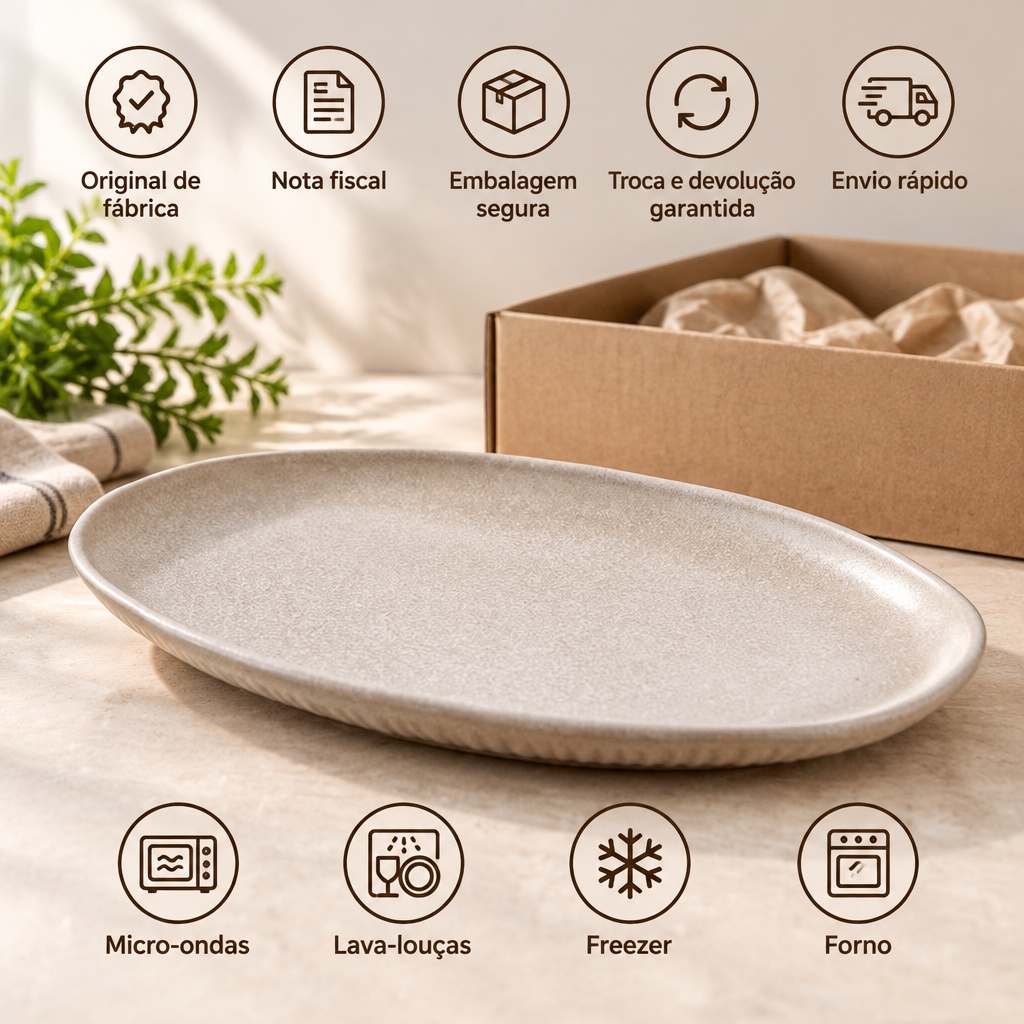 Original de
fábrica
Nota fiscal
Embalagem
segura
Troca e devolução
garantida
Envio rápido
Micro-ondas
Lava-louças
Freezer
Forno